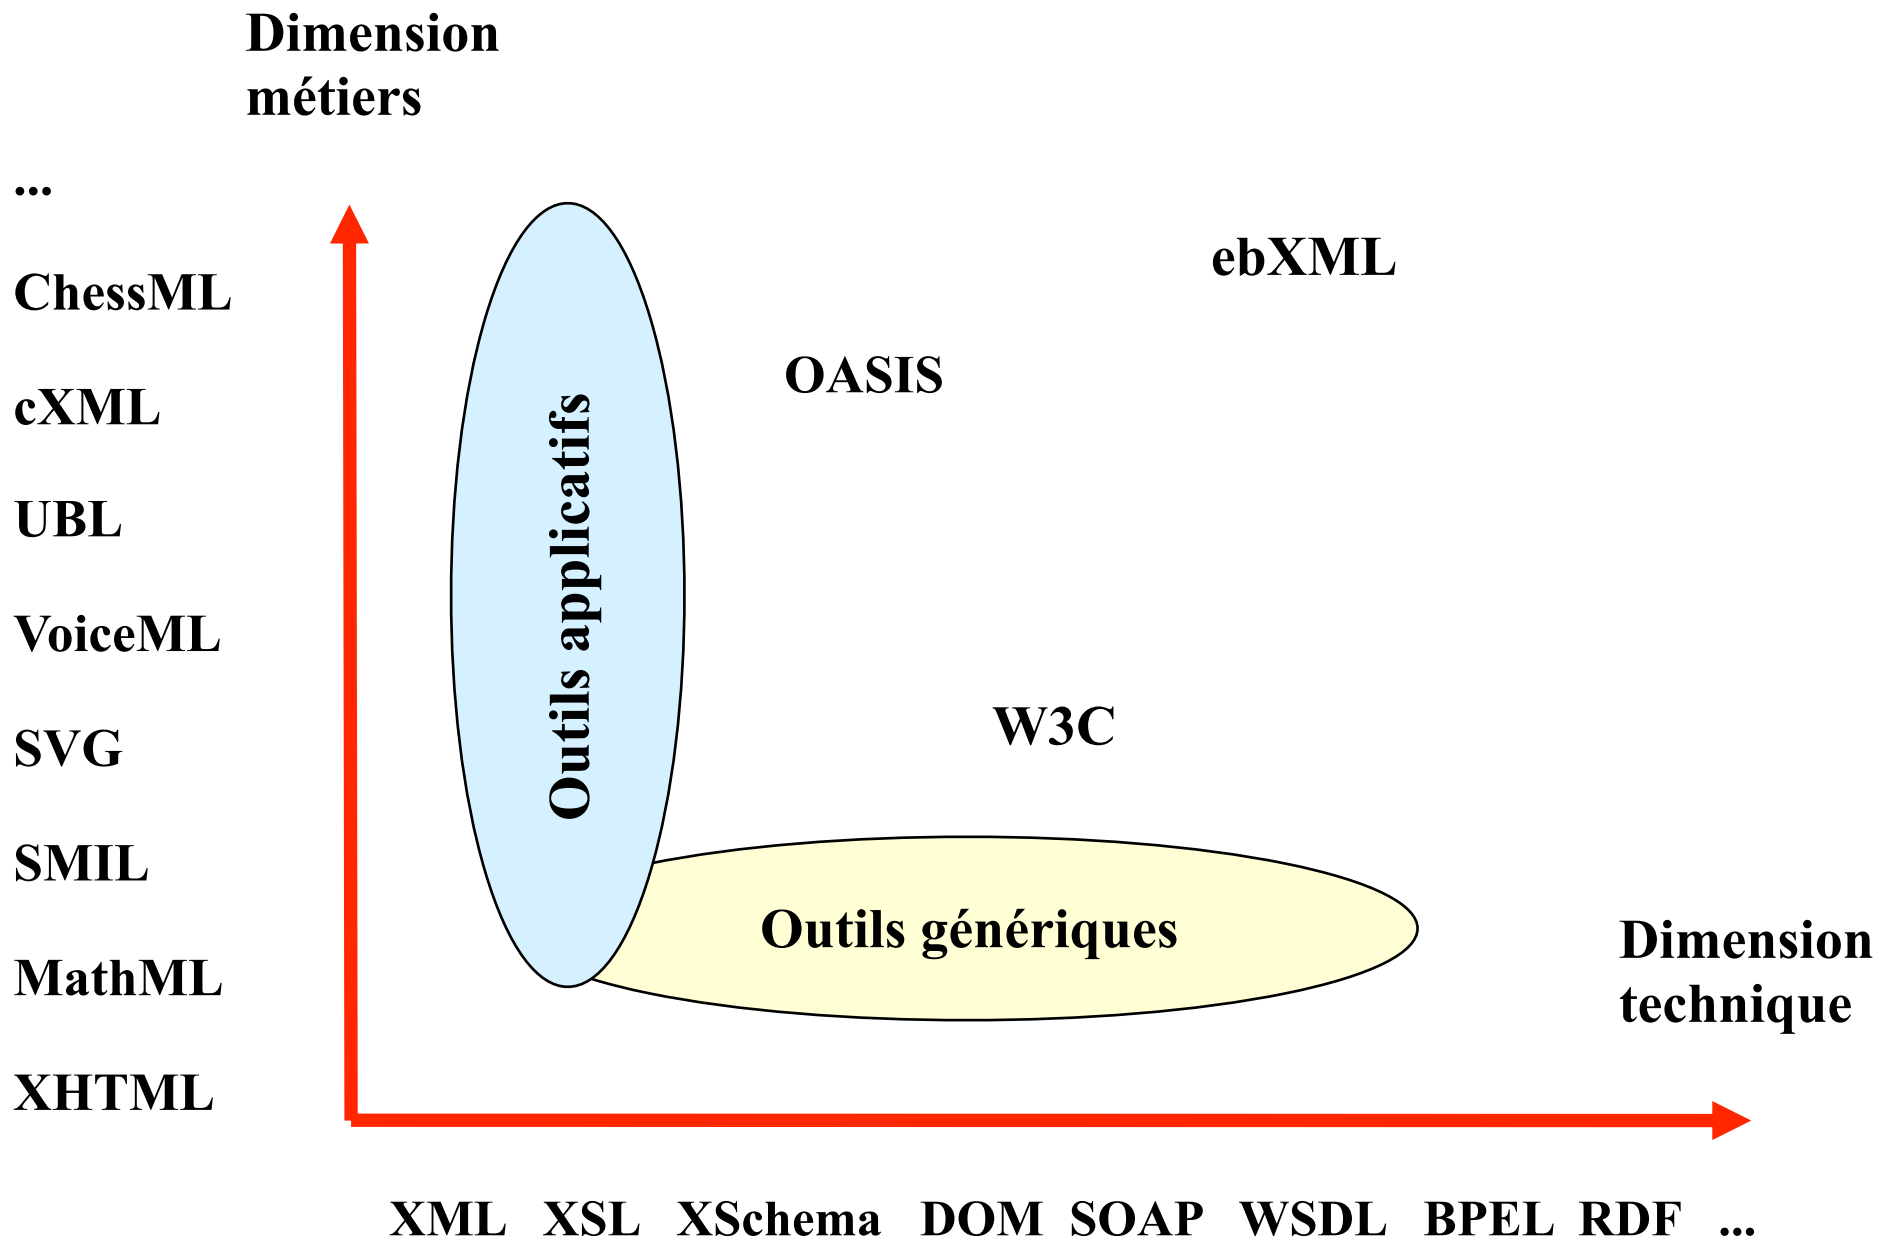 Dimension
métiers
...
ChessML
cXML
UBL
VoiceML
SVG
SMIL
MathML
XHTML
Outils applicatifs
ebXML
OASIS
W3C
Outils génériques
Dimension
technique
XML XSL XSchema DOM SOAP WSDL BPEL RDF ...